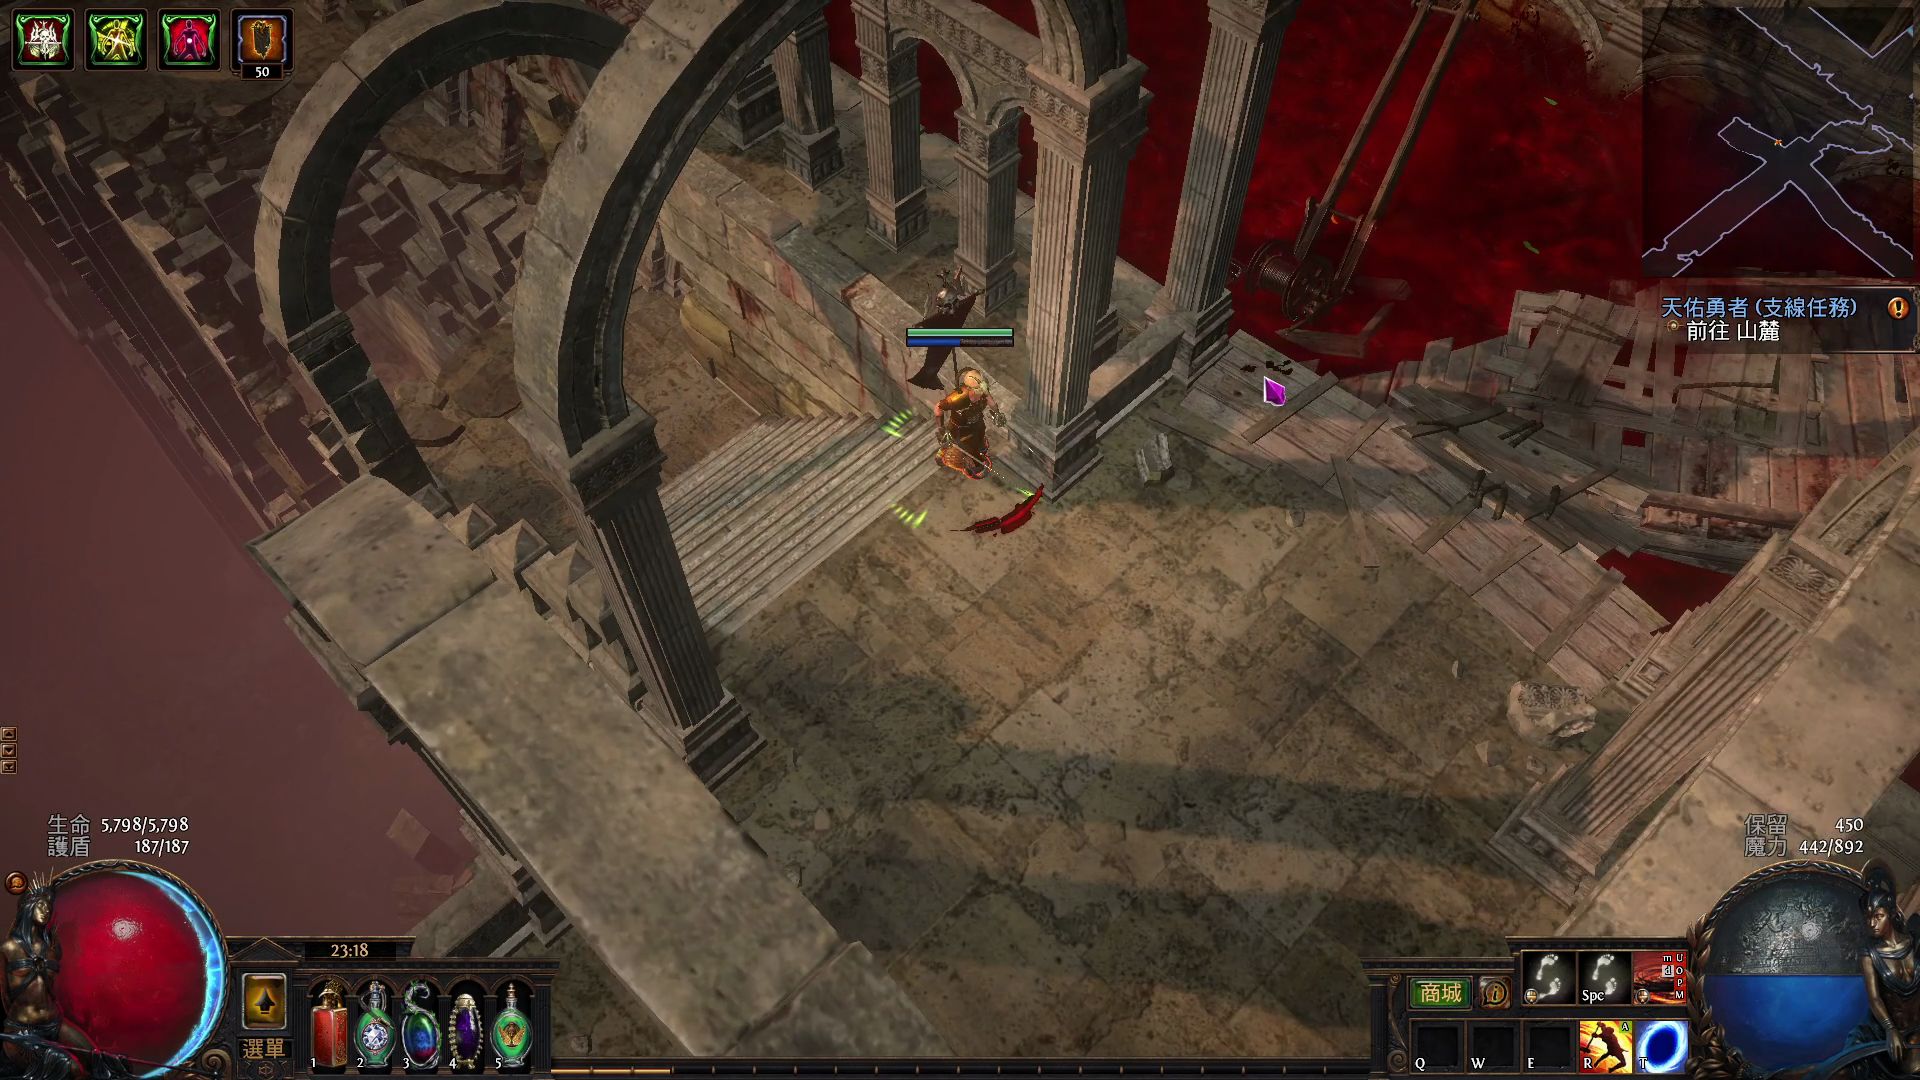 50
天佑勇者 (支線任務)
前往 山麓
生命 5,798/5,798
護盾 187/187
保留 450
魔力 442/892
23:18
選單
1
2
3
4
5
商城
Spc
m U
d O
P
M
Q
W
E
R
A
T